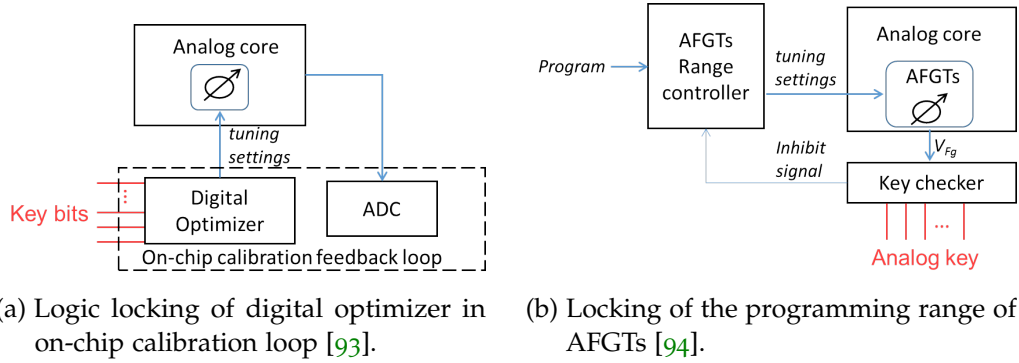 Analog core
tuning
settings
Key bits
...
Digital
Optimizer
ADC
On-chip calibration feedback loop
(a) Logic locking of digital optimizer in
on-chip calibration loop [93].
Program
AFGTs
Range
controller
tuning
settings
Analog core
AFGTs
VFg
Inhibit
signal
Key checker
...
Analog key
(b) Locking of the programming range of
AFGTs [94].